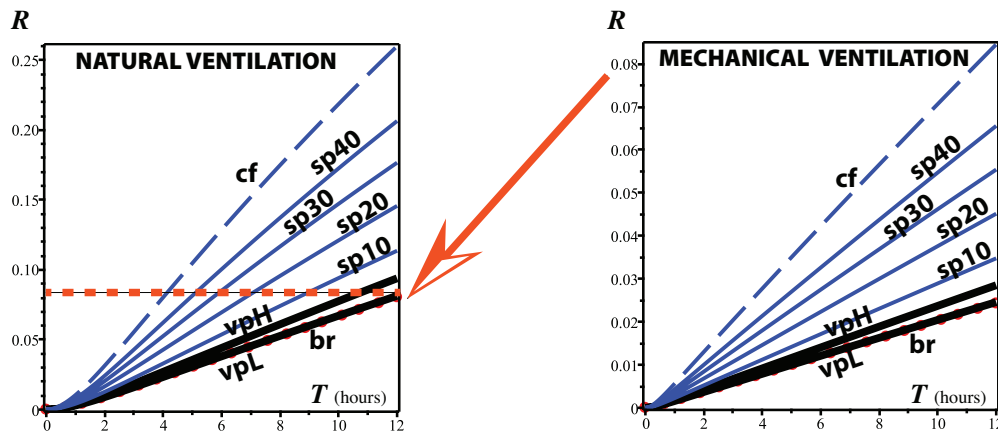 R
NATURAL VENTILATION
0.25
0.20
0.15
0.10
0.05
0
cf
sp40
sp30
sp20
sp10
vpH
br
vpL
T (hours)
0 2 4 6 8 10 12
R
MECHANICAL VENTILATION
0.08
0.07
0.06
0.05
0.04
0.03
0.02
0.01
0
cf
sp40
sp30
sp20
sp10
vpH
br
vpL
T (hours)
0 2 4 6 8 10 12